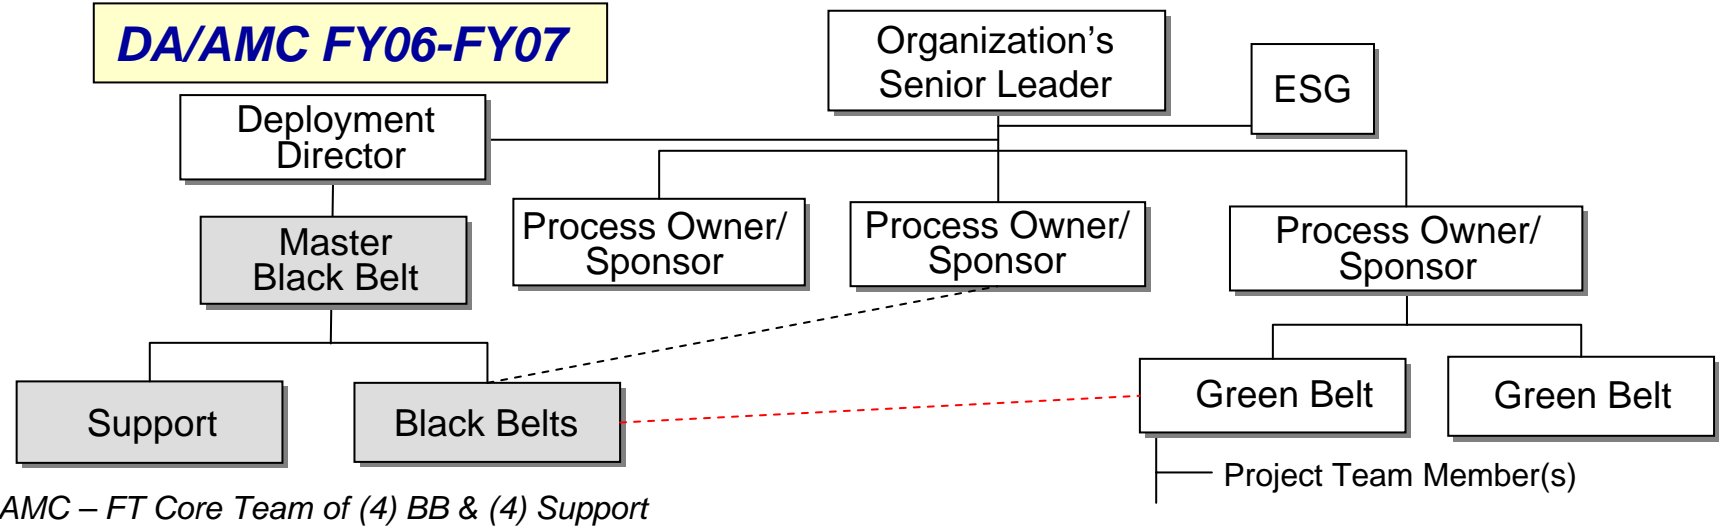 DA/AMC FY06-FY07
Organization’s
Senior Leader
ESG
Deployment
Director
Process Owner/
Sponsor
Process Owner/
Sponsor
Process Owner/
Sponsor
Master
Black Belt
Support
Black Belts
Green Belt
Green Belt
Project Team Member(s)
AMC – FT Core Team of (4) BB & (4) Support